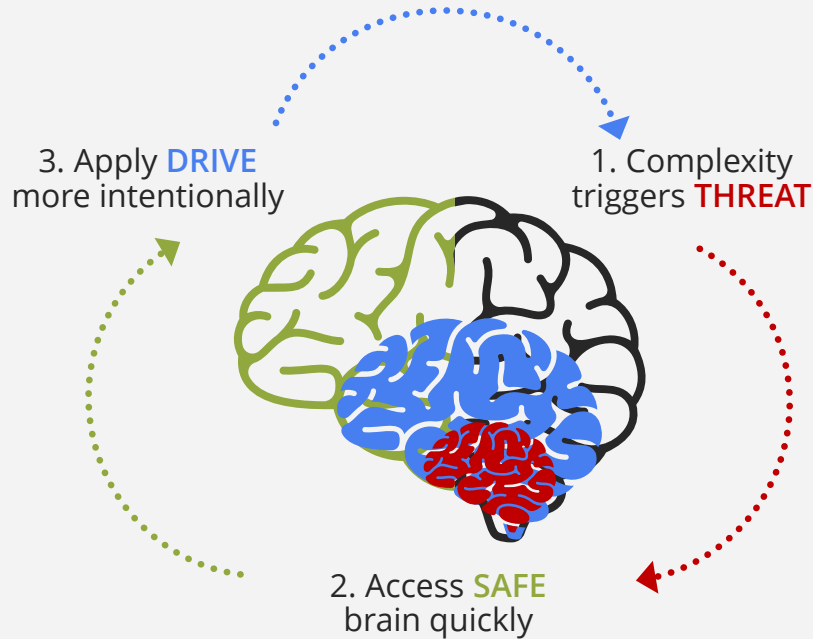 3. Apply DRIVE
more intentionally
1. Complexity
triggers THREAT
2. Access SAFE
brain quickly